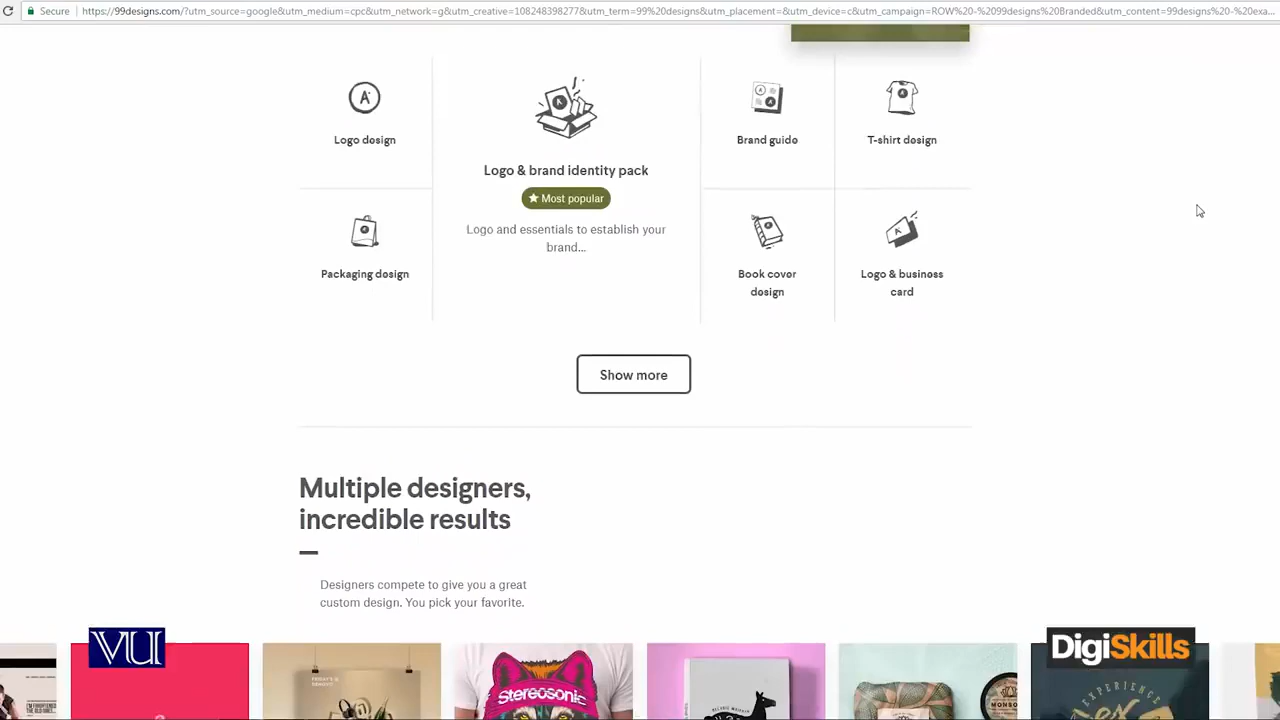 Secure https://99designs.com/?utm_source=google&utm_medium=cpc&utm_network=g&utm_creative=108248398277&utm_term=99%20designs&utm_placement=&utm_device=c&utm_campaign=ROW%20-%2099designs%20Branded&utm_content=99designs%20-%20exa...
Logo design
Logo & brand identity pack
Most popular
Logo and essentials to establish your
brand...
Brand guide
T-shirt design
Packaging design
Book cover
design
Logo & business
card
Show more
Multiple designers,
incredible results
Designers compete to give you a great
custom design. You pick your favorite.
VU
DigiSkills
Stereosonic
EXPERIENCE